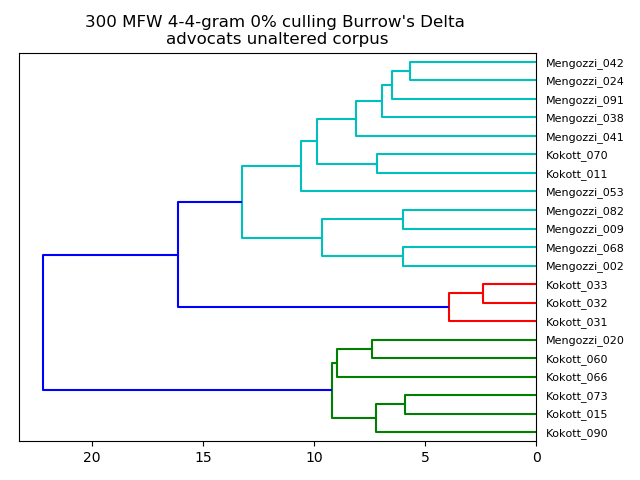 300 MFW 4-4-gram 0% culling Burrow's Delta
advocats unaltered corpus
Mengozzi_042
Mengozzi_024
Mengozzi_091
Mengozzi_038
Mengozzi_041
Kokott_070
Kokott_011
Mengozzi_053
Mengozzi_082
Mengozzi_009
Mengozzi_068
Mengozzi_002
Kokott_033
Kokott_032
Kokott_031
Mengozzi_020
Kokott_060
Kokott_066
Kokott_073
Kokott_015
Kokott_090
20 15 10 5 0